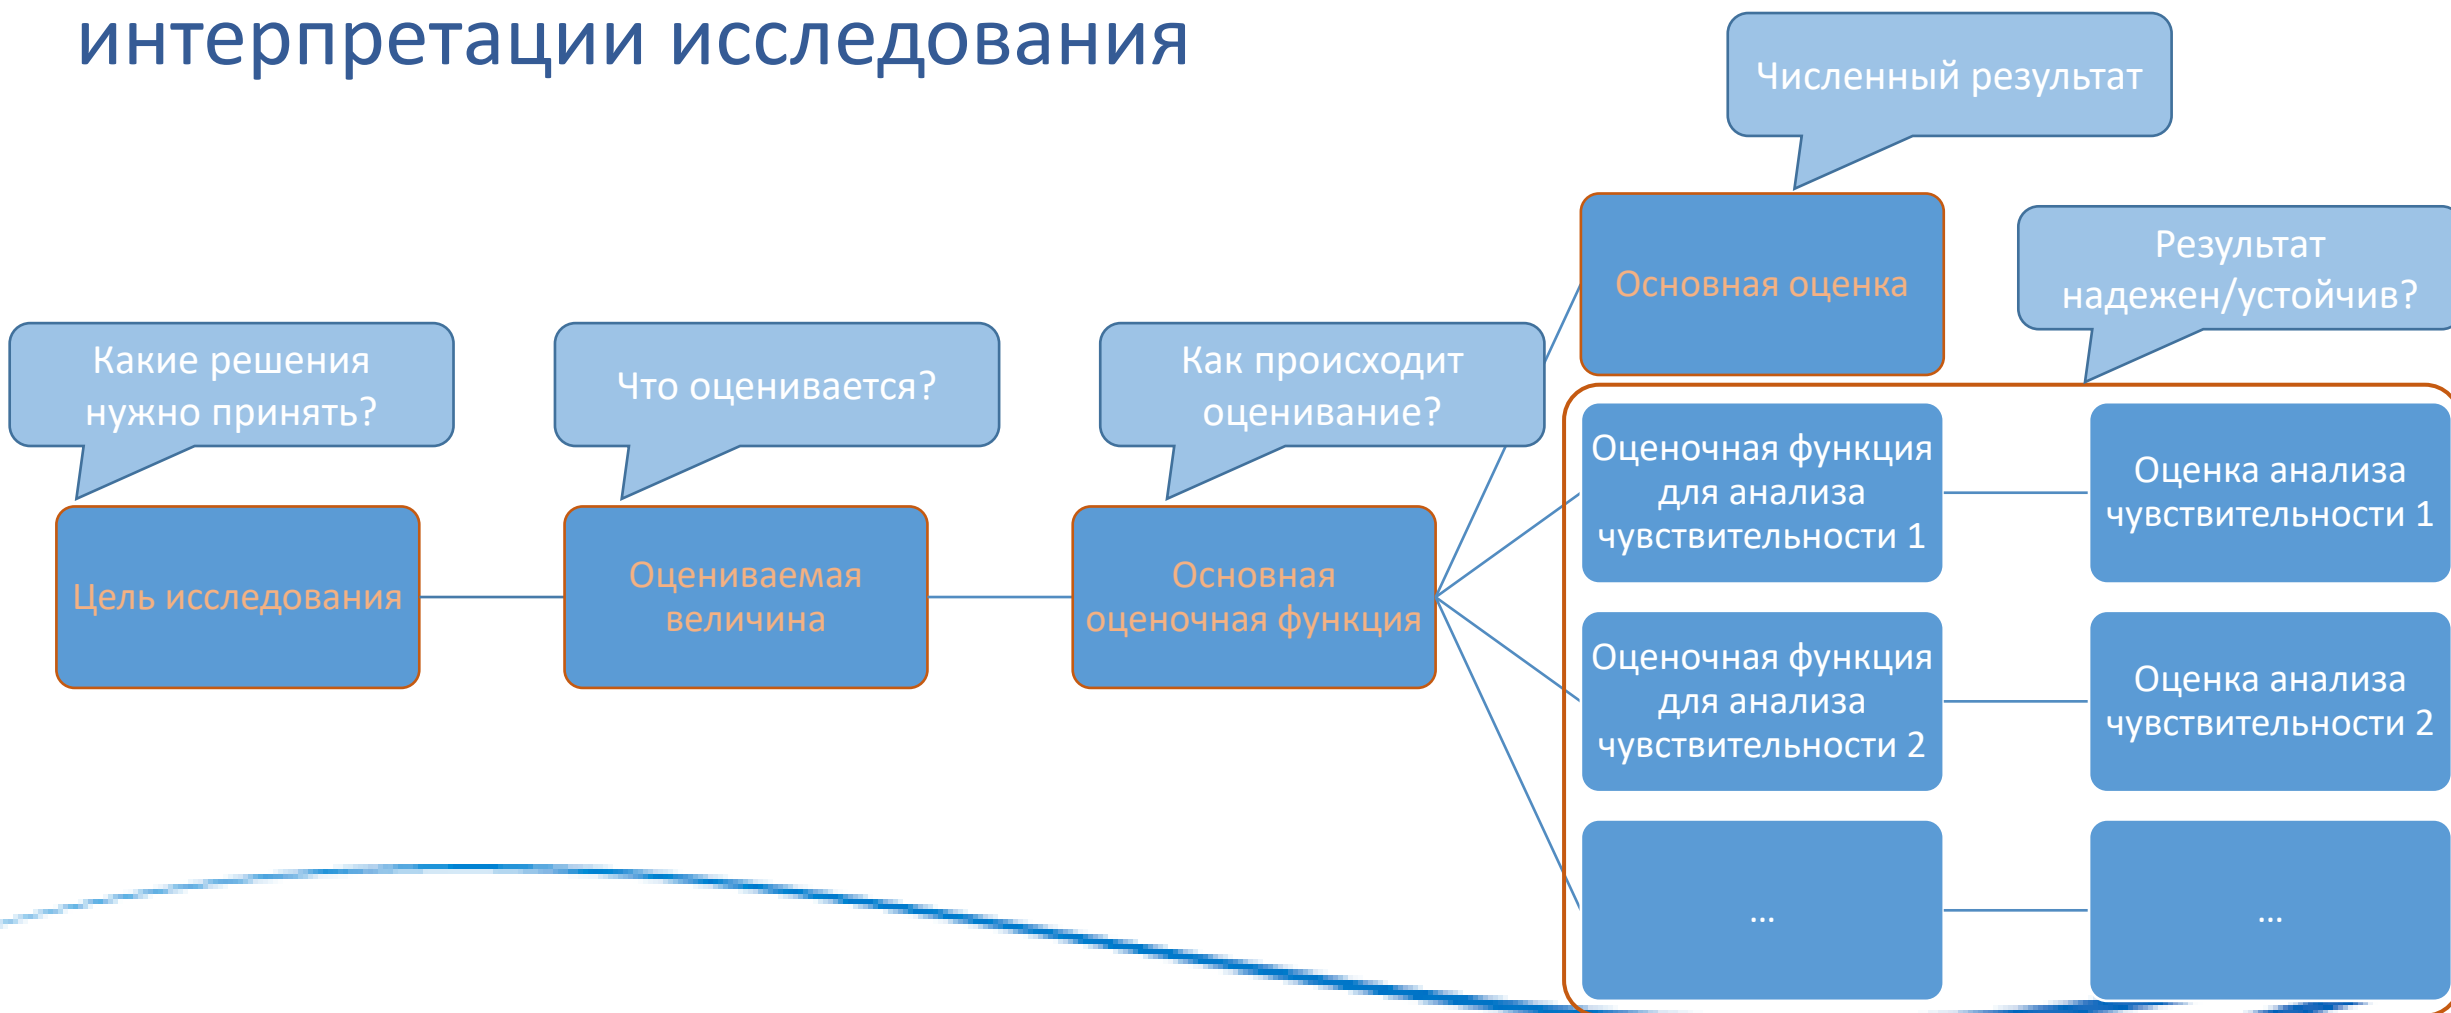 интерпретации исследования
Численный результат
Основная оценка
Результат
надежен/устойчив?
Какие решения
нужно принять?
Что оценивается?
Как происходит
оценивание?
Цель исследования
Оцениваемая
величина
Основная
оценочная функция
Оценочная функция
для анализа
чувствительности 1
Оценка анализа
чувствительности 1
Оценочная функция
для анализа
чувствительности 2
Оценка анализа
чувствительности 2
...
...